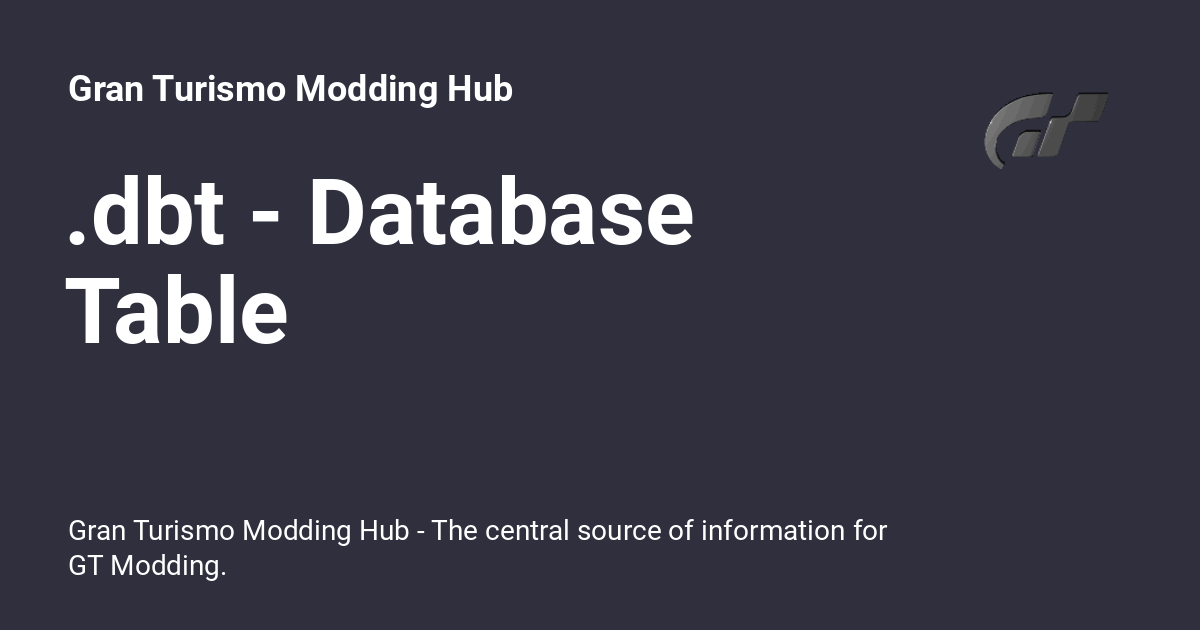 Gran Turismo Modding Hub
.dbt - Database
Table
Gran Turismo Modding Hub - The central source of information for
GT Modding.